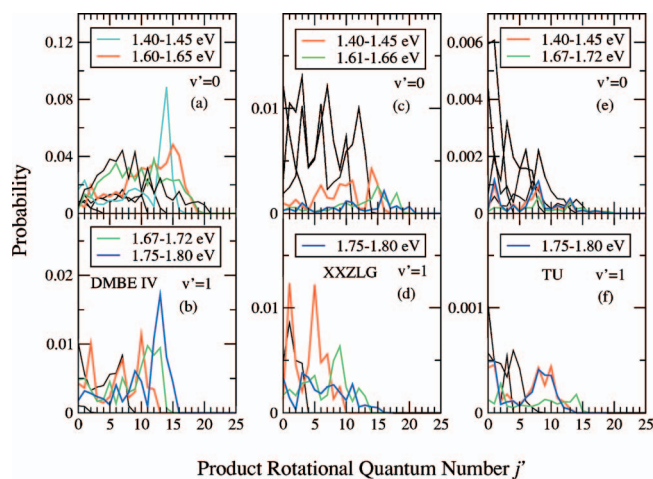 0.12
0.08
0.04
0
1.40-1.45 eV
1.60-1.65 eV
v'=0
(a)
0.01
0
1.40-1.45 eV
1.61-1.66 eV
v'=0
(c)
0.006
0.004
0.002
0
1.40-1.45 eV
1.67-1.72 eV
v'=0
(e)
Probability
0.02
0.01
0
1.67-1.72 eV
1.75-1.80 eV
DMBE IV
v'=1
(b)
0 5 10 15 20 25
0.01
0
1.75-1.80 eV
XXZLG
v'=1
(d)
0 5 10 15 20 25
0.001
0
1.75-1.80 eV
TU
v'=1
(f)
0 5 10 15 20 25
Product Rotational Quantum Number j'